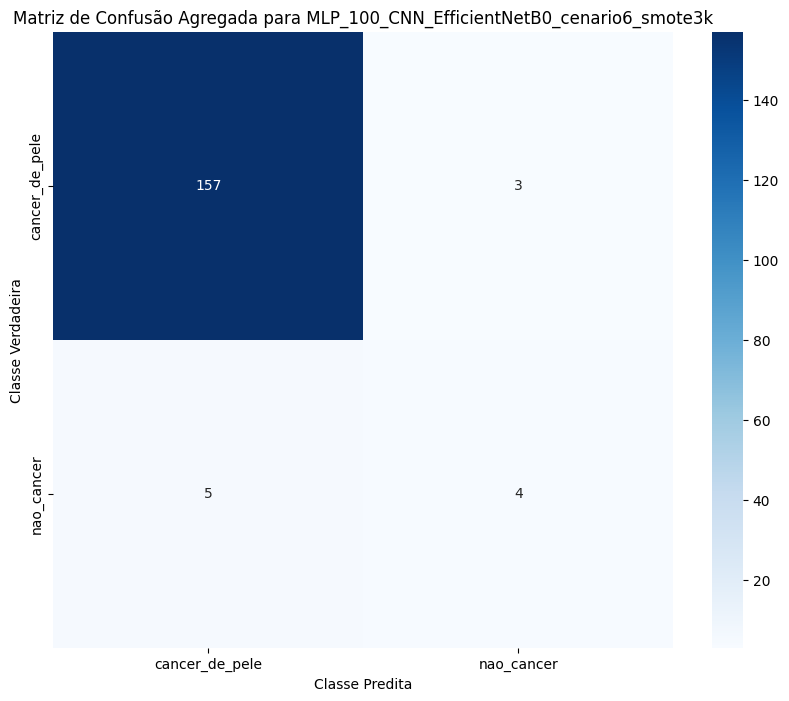 Matriz de Confusão Agregada para MLP_100_CNN_EfficientNetB0_cenario6_smote3k
Classe Verdadeira
cancer_de_pele
157
3
nao_cancer
5
4
cancer_de_pele
nao_cancer
Classe Predita
140
120
100
80
60
40
20